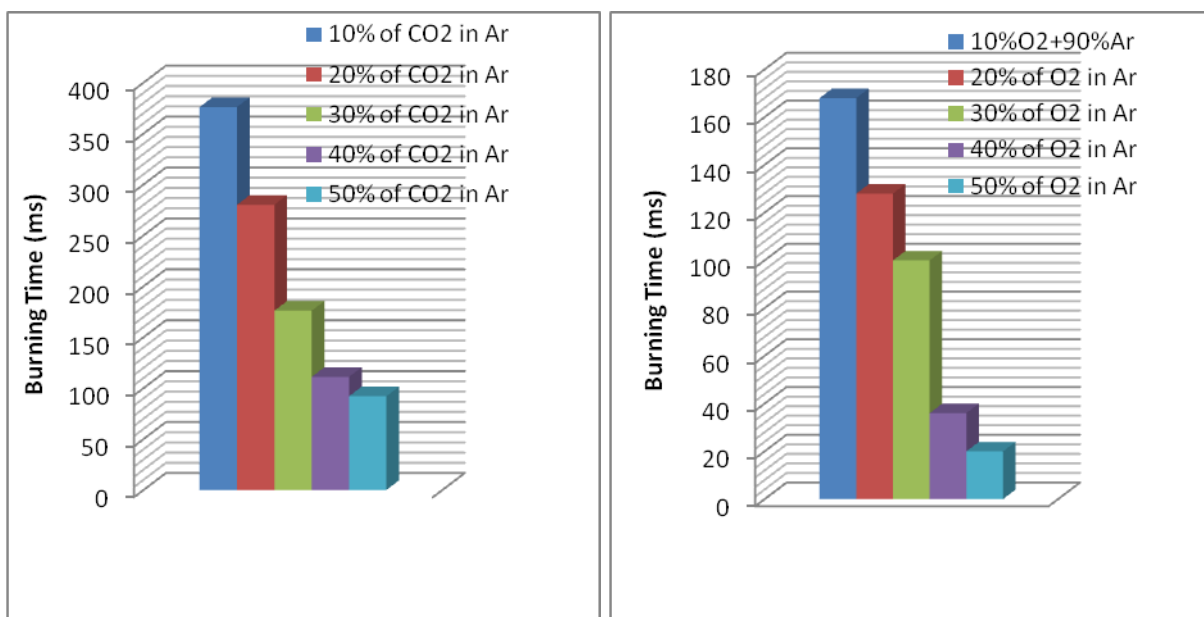 10% of CO2 in Ar
20% of CO2 in Ar
30% of CO2 in Ar
40% of CO2 in Ar
50% of CO2 in Ar
400
350
300
250
200
150
100
50
0
Burning Time (ms)
10%O2+90%Ar
20% of O2 in Ar
30% of O2 in Ar
40% of O2 in Ar
50% of O2 in Ar
180
160
140
120
100
80
60
40
20
0
Burning Time (ms)